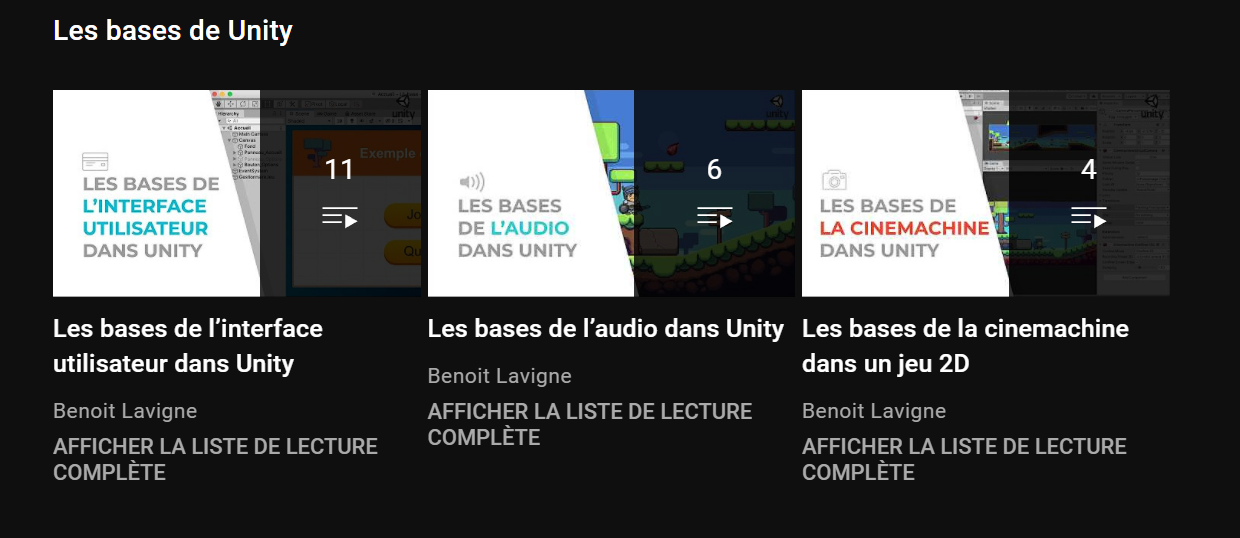 Les bases de Unity
LES BASES DE
L'INTERFACE
UTILISATEUR
DANS UNITY
Exemple
Jo
Qu
unity
11
LES BASES
DE L'AUDIO
DANS UNITY
unity
6
LES BASES DE
LA CINEMACHINE
DANS UNITY
unity
4
Les bases de l’interface
utilisateur dans Unity
Benoit Lavigne
AFFICHER LA LISTE DE LECTURE
COMPLÈTE
Les bases de l’audio dans Unity
Benoit Lavigne
AFFICHER LA LISTE DE LECTURE
COMPLÈTE
Les bases de la cinemachine
dans un jeu 2D
Benoit Lavigne
AFFICHER LA LISTE DE LECTURE
COMPLÈTE